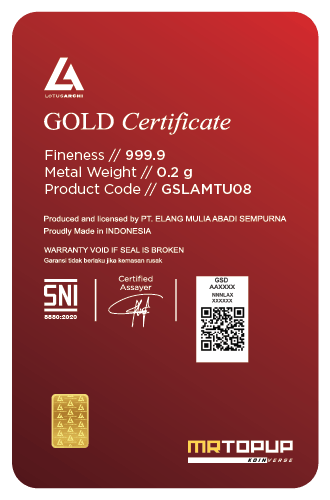 LOTUSARCHI
GOLD Certificate
Fineness // 999.9
Metal Weight // 0.2 g
Product Code // GSLAMTU08
Produced and licensed by PT. ELANG MULIA ABADI SEMPURNA
Proudly Made in INDONESIA
WARRANTY VOID IF SEAL IS BROKEN
Garansi tidak berlaku jika kemasan rusak
SNI
8880:2020
Certified
Assayer
GSD
AAXXXX
NNNLAX
XXXXXX
MRTOPUP
KOINVERSE